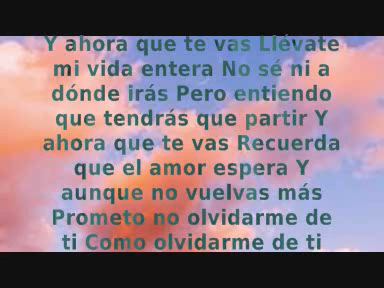 Y ahora que te vas Llévate
mi vida entera No sé ni a
dónde irás Pero entiendo
que tendrás que partir Y
ahora que te vas Recuerda
que el amor espera Y
aunque no vuelvas más
Prometo no olvidarme de
ti Como olvidarme de ti